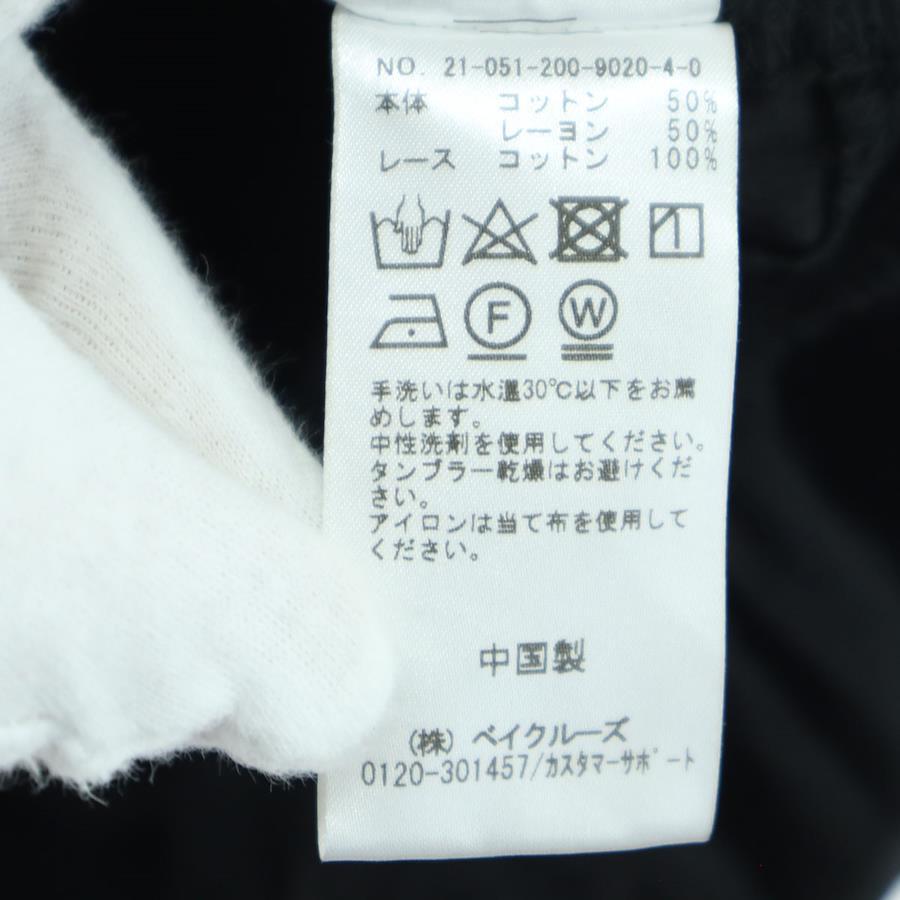 NO. 21-051-200-9020-4-0
本体 コットン 50%
レーヨン 50%
レース コットン 100%
F W
手洗いは水温30℃以下をお薦
めします。
中性洗剤を使用してください。
タンブラー乾燥はお避けくだ
さい。
アイロンは当て布を使用して
ください。
中国製
(株) ベイクルーズ
0120-301457/カスタマーサポート